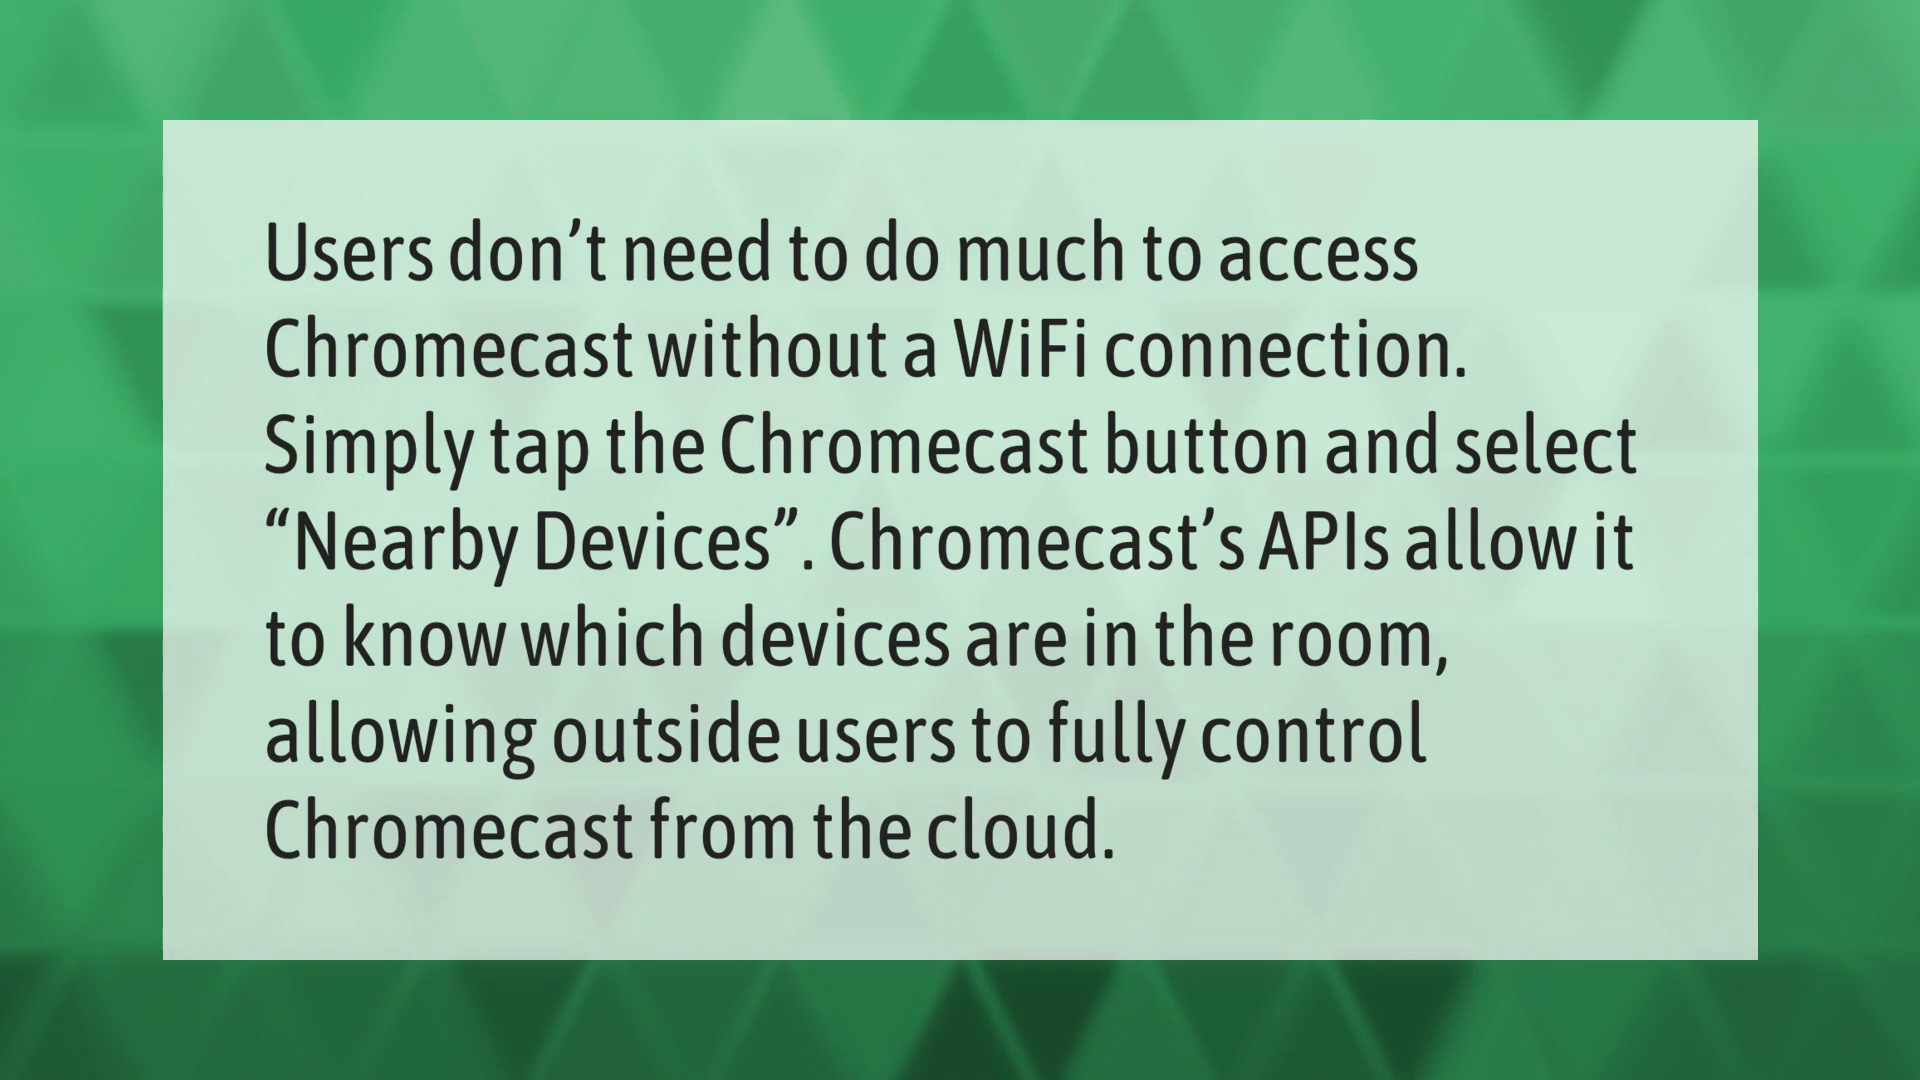 Users don’t need to do much to access
Chromecast without a WiFi connection.
Simply tap the Chromecast button and select
“Nearby Devices”. Chromecast’s APIs allow it
to know which devices are in the room,
allowing outside users to fully control
Chromecast from the cloud.